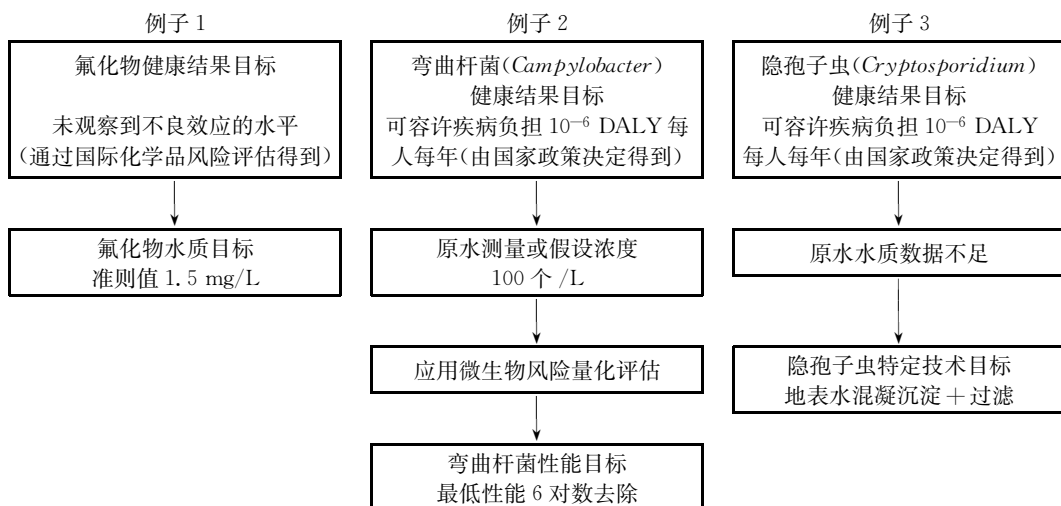 例子 1
氟化物健康结果目标
未观察到不良效应的水平
(通过国际化学品风险评估得到)
氟化物水质目标
准则值 1.5 mg/L
例子 2
弯曲杆菌(Campylobacter)
健康结果目标
可容许疾病负担 10⁻⁶ DALY 每
人每年(由国家政策决定得到)
原水测量或假设浓度
100 个 /L
应用微生物风险量化评估
弯曲杆菌性能目标
最低性能 6 对数去除
例子 3
隐孢子虫(Cryptosporidium)
健康结果目标
可容许疾病负担 10⁻⁶ DALY
每人每年(由国家政策决定得到)
原水水质数据不足
隐孢子虫特定技术目标
地表水混凝沉淀＋过滤